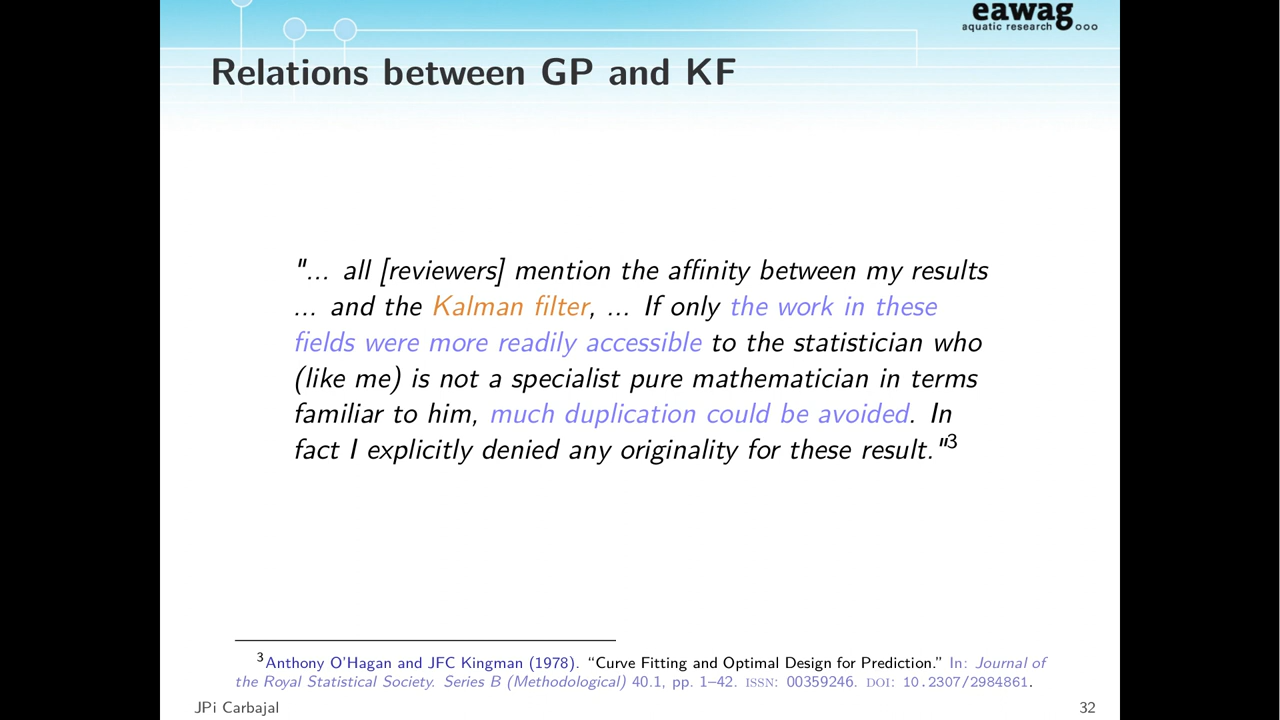 eawag
aquatic research
Relations between GP and KF
"... all [reviewers] mention the affinity between my results
... and the Kalman filter, ... If only the work in these
fields were more readily accessible to the statistician who
(like me) is not a specialist pure mathematician in terms
familiar to him, much duplication could be avoided. In
fact I explicitly denied any originality for these result."3
3Anthony O'Hagan and JFC Kingman (1978). “Curve Fitting and Optimal Design for Prediction.” In: Journal of
the Royal Statistical Society. Series B (Methodological) 40.1, pp. 1–42. ISSN: 00359246. DOI: 10.2307/2984861.
JPi Carbajal
32